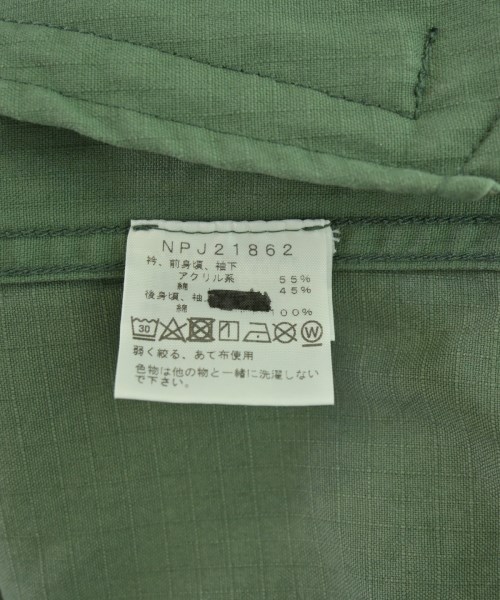 NPJ21862
衿、前身頃、袖下
アクリル系 55%
綿 45%
後身頃、袖
綿 100%
30 W
弱く絞る、あて布使用
色物は他の物と一緒に洗濯しない
で下さい。